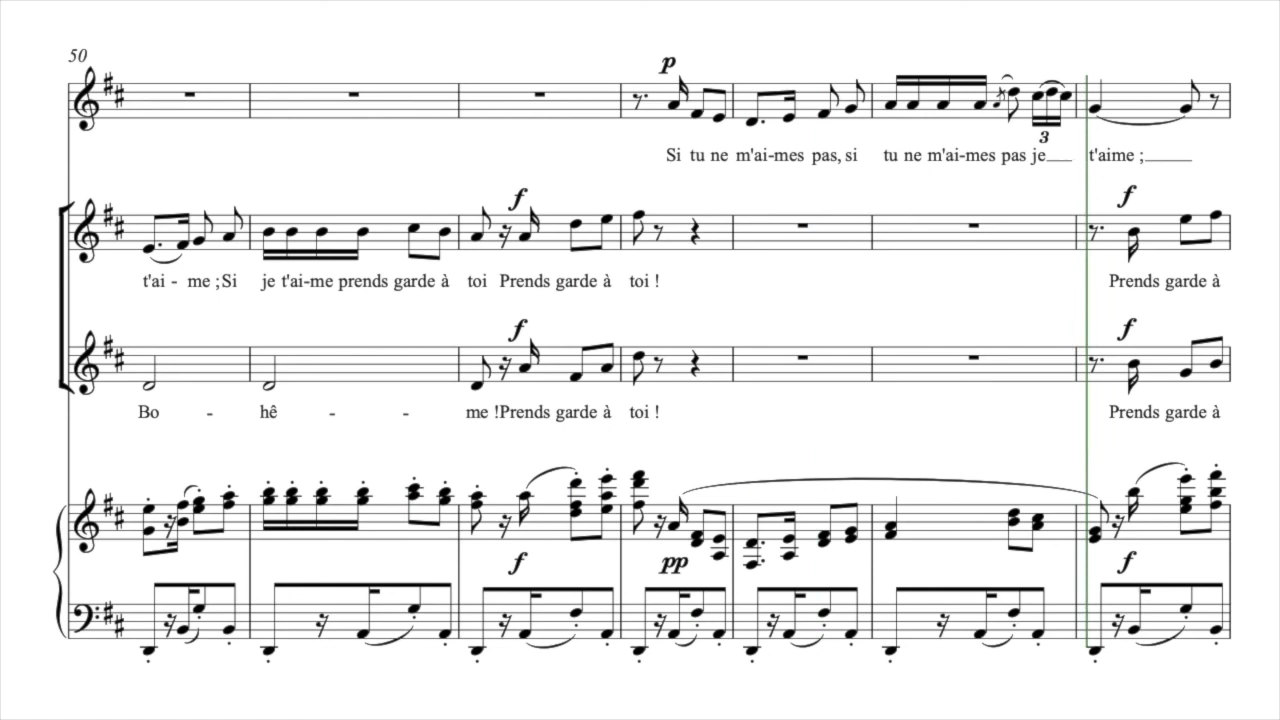 50
p
Si tu ne m'ai-mes pas, si tu ne m'ai-mes pas je t'aime ;
3
f f
t'ai - me ; Si je t'ai-me prends garde à toi Prends garde à toi ! Prends garde à
f f
Bo - hê - - me ! Prends garde à toi ! Prends garde à
f pp f